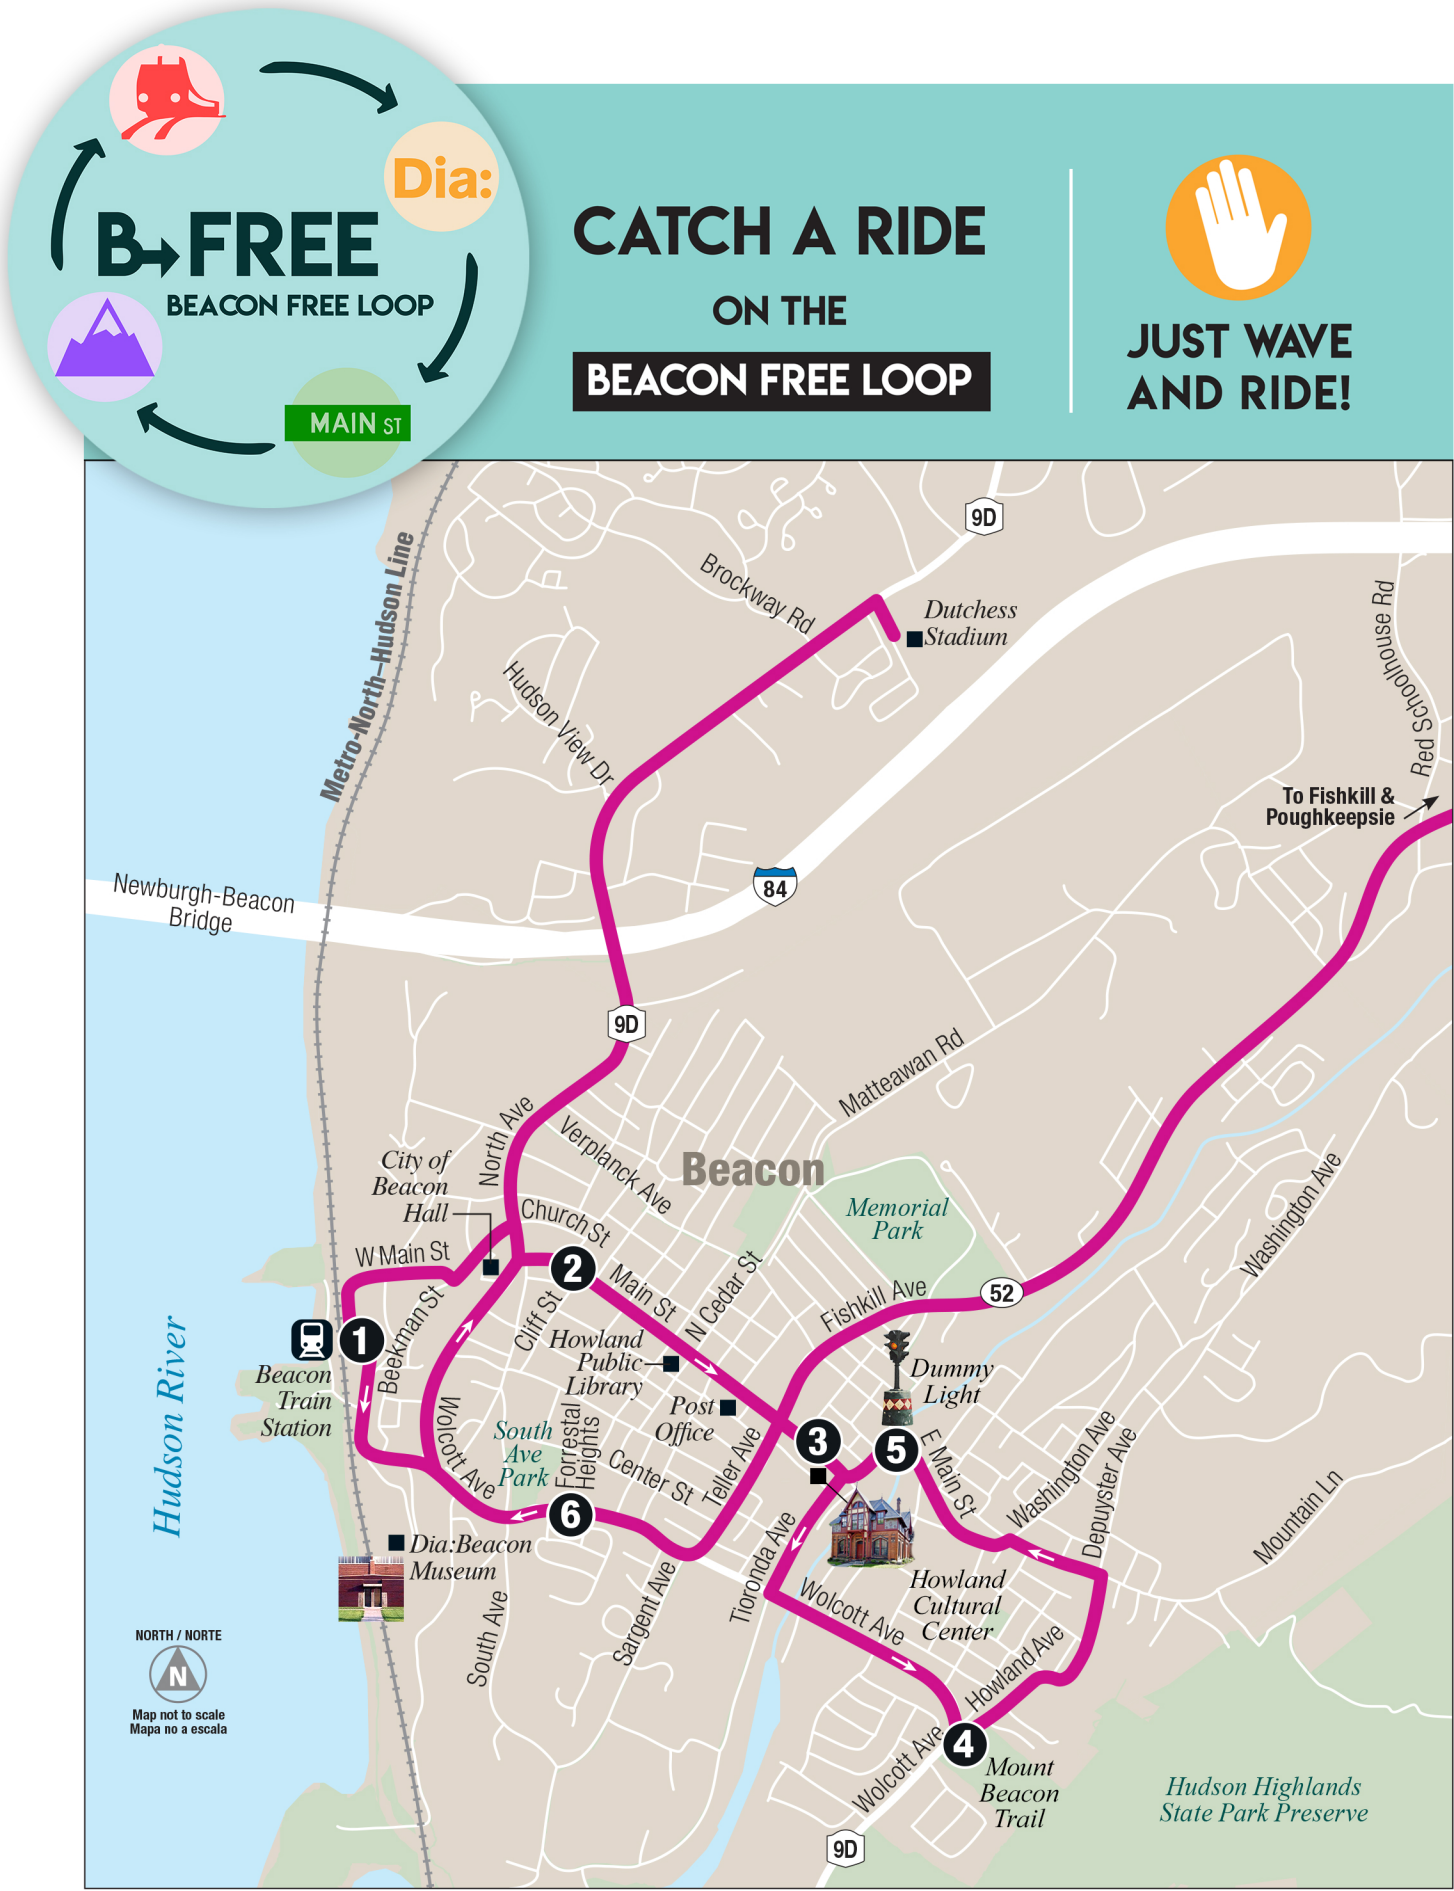 Dia:
B→FREE
BEACON FREE LOOP
MAIN ST
CATCH A RIDE
ON THE
BEACON FREE LOOP
JUST WAVE
AND RIDE!
9D
Metro-North–Hudson Line
Brockway Rd
Dutchess
Stadium
Red Schoolhouse Rd
Hudson View Dr
To Fishkill &
Poughkeepsie
Newburgh-Beacon
Bridge
84
9D
Matteawan Rd
North Ave
Verplanck Ave
Beacon
City of
Beacon
Hall
Church St
Memorial
Park
Washington Ave
W Main St
2
Main St
N Cedar St
Fishkill Ave
52
Beekman St
Cliff St
1
Howland
Public
Library
Dummy
Light
Beacon
Train
Station
Hudson River
Wolcott Ave
Post
Office
South
Ave
Park
Forrestal
Heights
Center St
Teller Ave
3
5
E Main St
Washington Ave
Depuyster Ave
Mountain Ln
6
Tioronda Ave
Dia:Beacon
Museum
Howland
Cultural
Center
Wolcott Ave
South Ave
Sargent Ave
Howland Ave
NORTH / NORTE
N
Map not to scale
Mapa no a escala
4
Wolcott Ave
Mount
Beacon
Trail
Hudson Highlands
State Park Preserve
9D